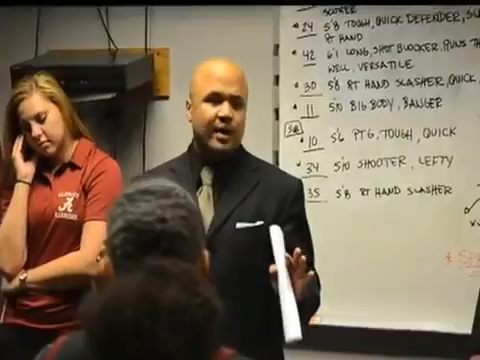 SCORER
* 24 5'8 TOUGH, QUICK DEFENDER,
RT HAND
* 42 6'1 LONG, SHOT BLOCKER, RUNS
WELL, VERSATILE
* 30 5'8 RT HAND SLASHER, QUICK
* 11 5'10 BIG BODY, BANGER
10 5'6 PTG, TOUGH, QUICK
* 34 5'10 SHOOTER, LEFTY
35 5'8 RT HAND SLASHER
A